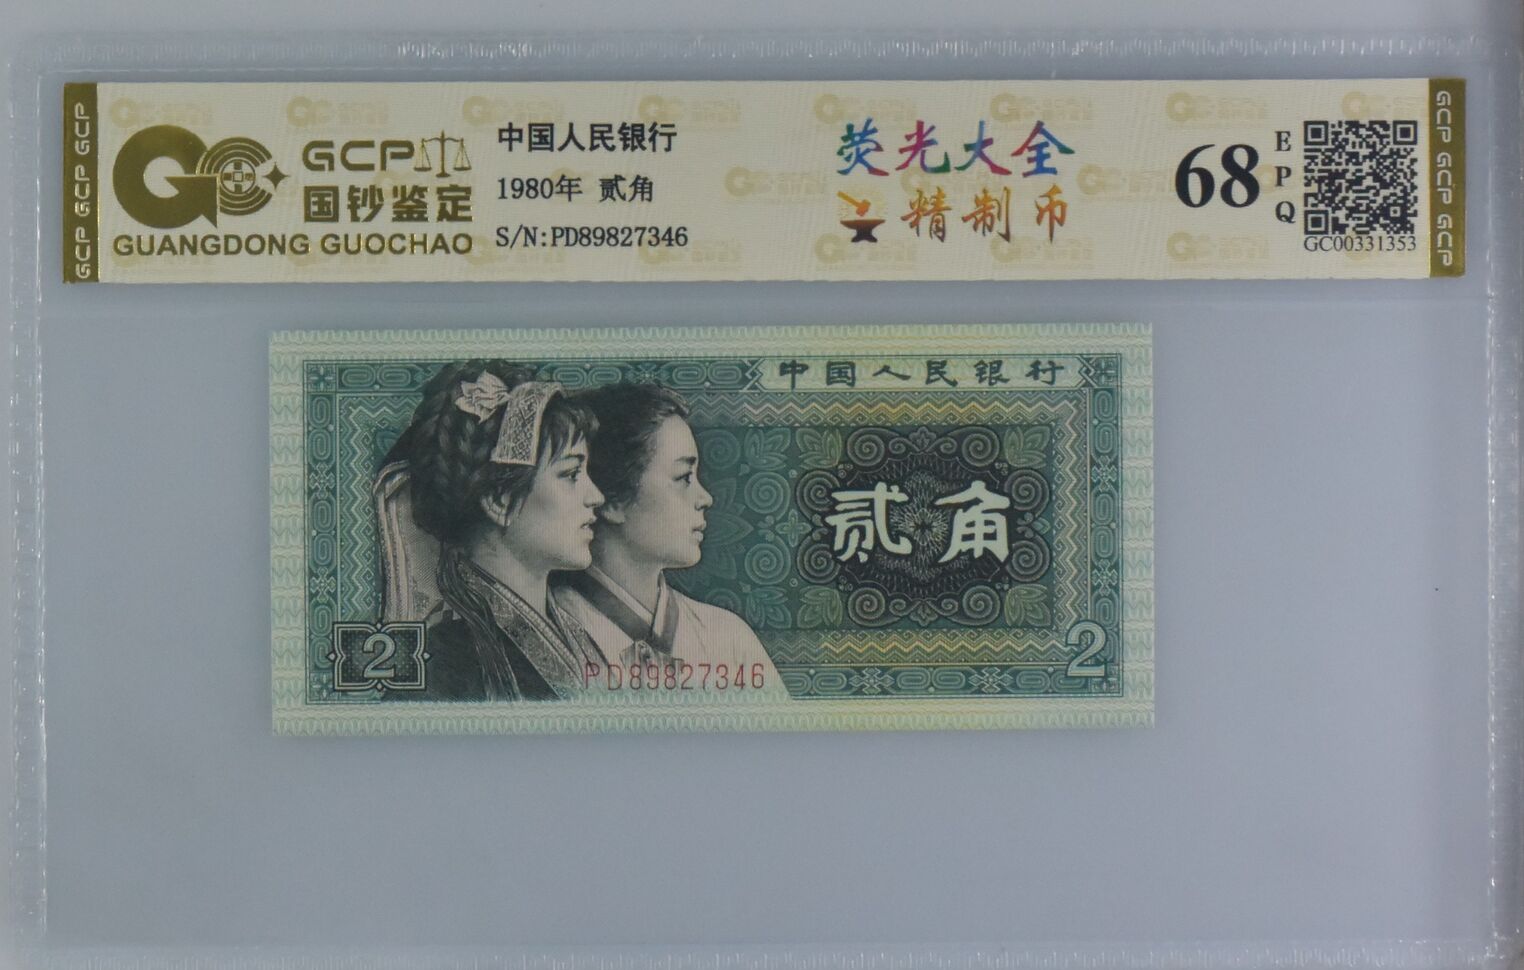 GCP GCP GCP
GCP
国钞鉴定
GUANGDONG GUOCHAO
中国人民银行
1980年 贰角
S/N:PD89827346
荧光大全
精制币
68
EPQ
GC00331353
GCP GCP GCP
中国人民银行
贰角
2
PD89827346
2